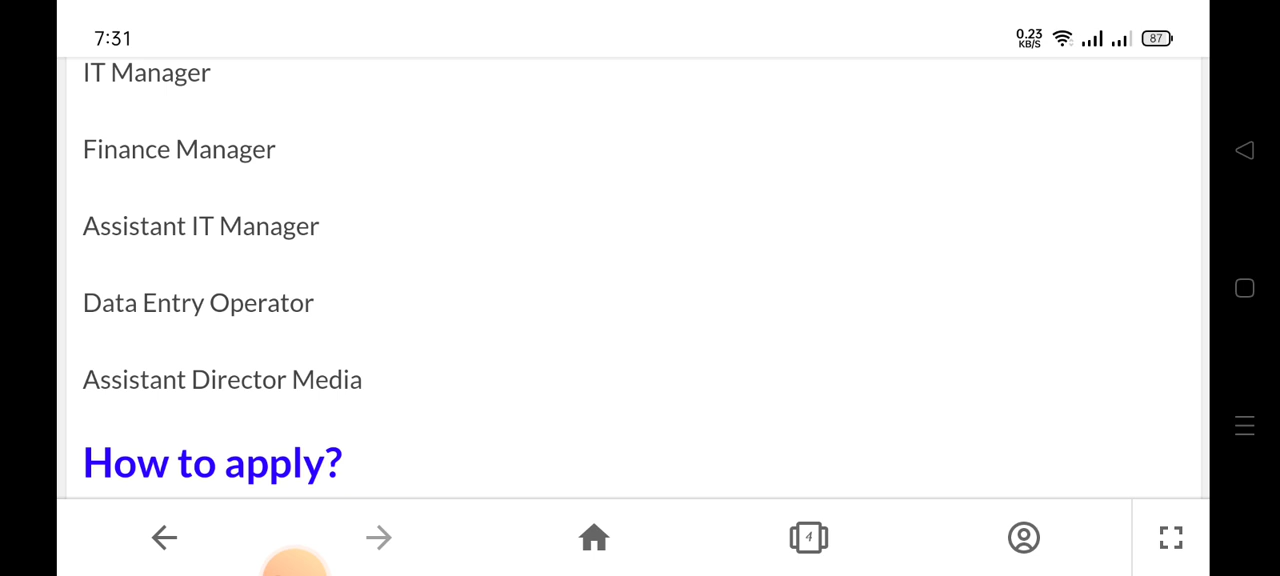 7:31
0.23
KB/S
87
IT Manager
Finance Manager
Assistant IT Manager
Data Entry Operator
Assistant Director Media
How to apply?
4